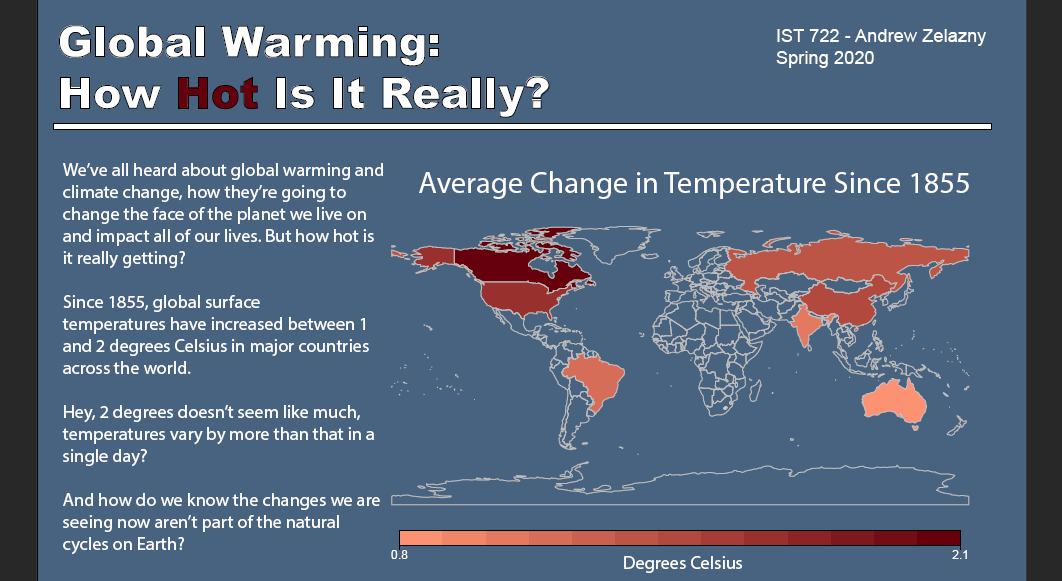 Global Warming:
How Hot Is It Really?
IST 722 - Andrew Zelazny
Spring 2020
We've all heard about global warming and
climate change, how they're going to
change the face of the planet we live on
and impact all of our lives. But how hot is
it really getting?
Since 1855, global surface
temperatures have increased between 1
and 2 degrees Celsius in major countries
across the world.
Hey, 2 degrees doesn't seem like much,
temperatures vary by more than that in a
single day?
And how do we know the changes we are
seeing now aren't part of the natural
cycles on Earth?
Average Change in Temperature Since 1855
0.8
2.1
Degrees Celsius